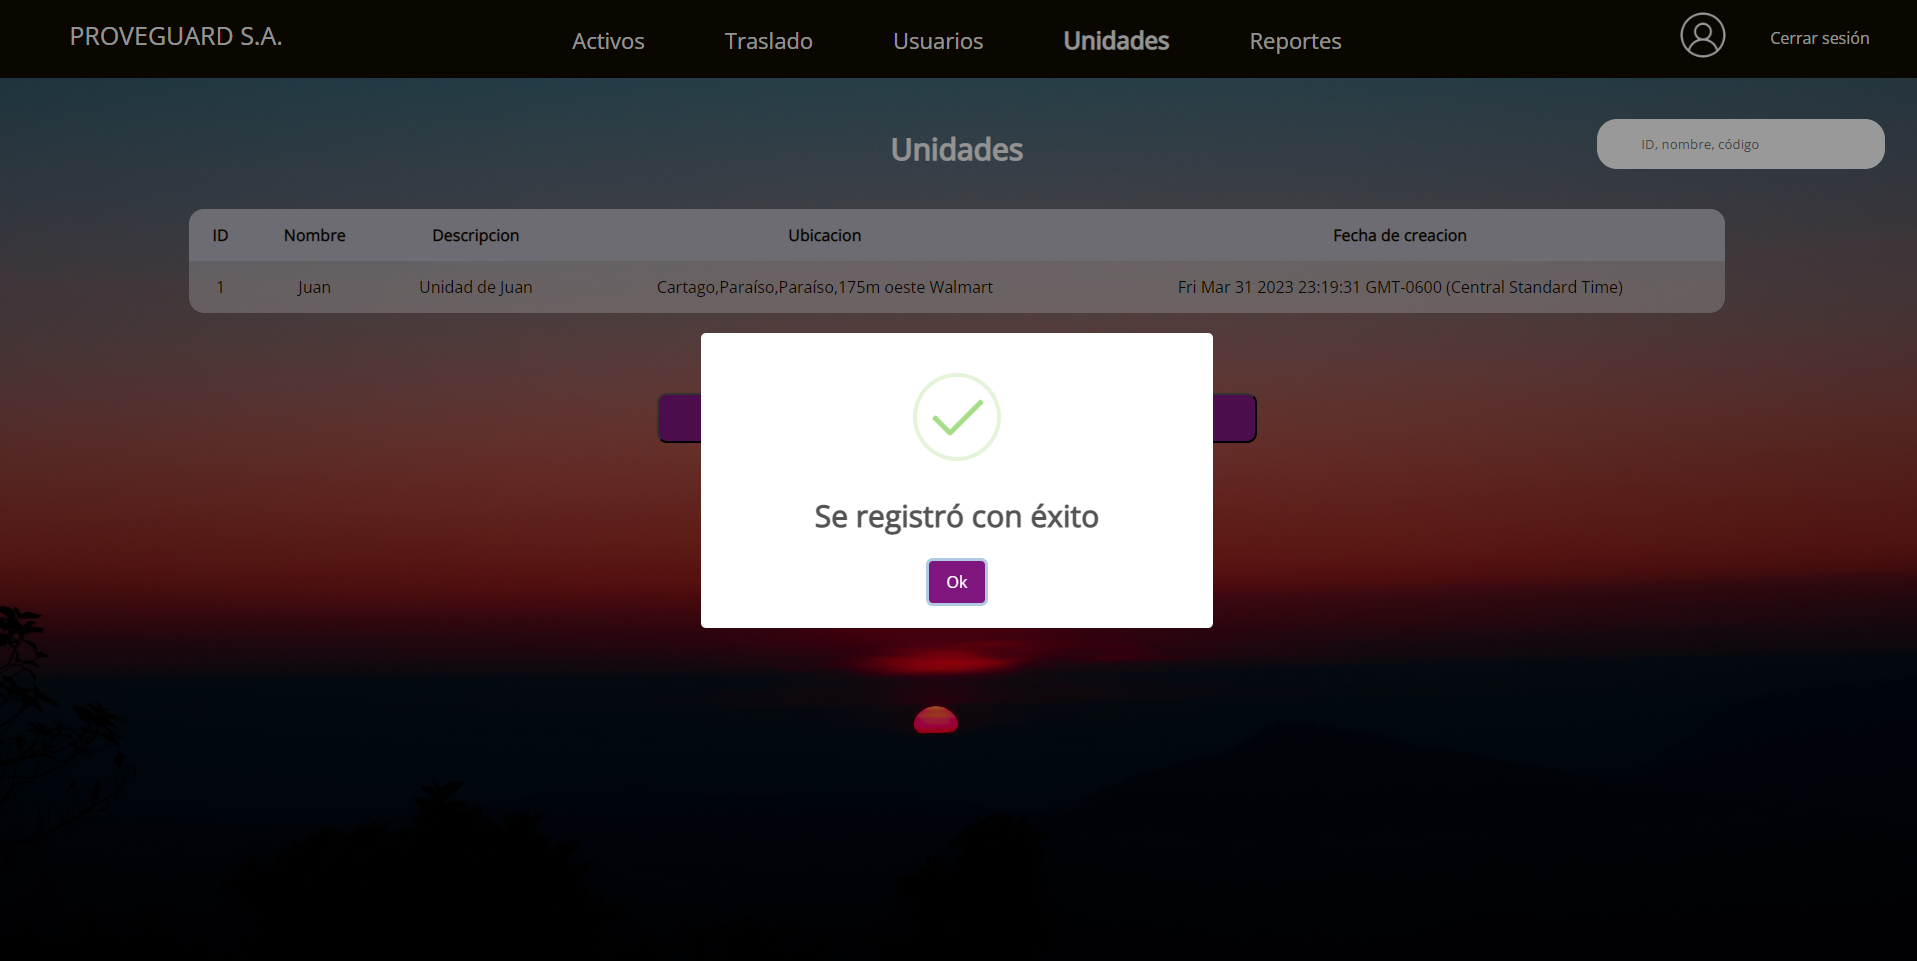 PROVEGUARD S.A.
Activos Traslado Usuarios Unidades Reportes
Cerrar sesión
Unidades
ID, nombre, código
ID Nombre Descripcion Ubicacion Fecha de creacion
1 Juan Unidad de Juan Cartago,Paraíso,Paraíso,175m oeste Walmart Fri Mar 31 2023 23:19:31 GMT-0600 (Central Standard Time)
Se registró con éxito
Ok